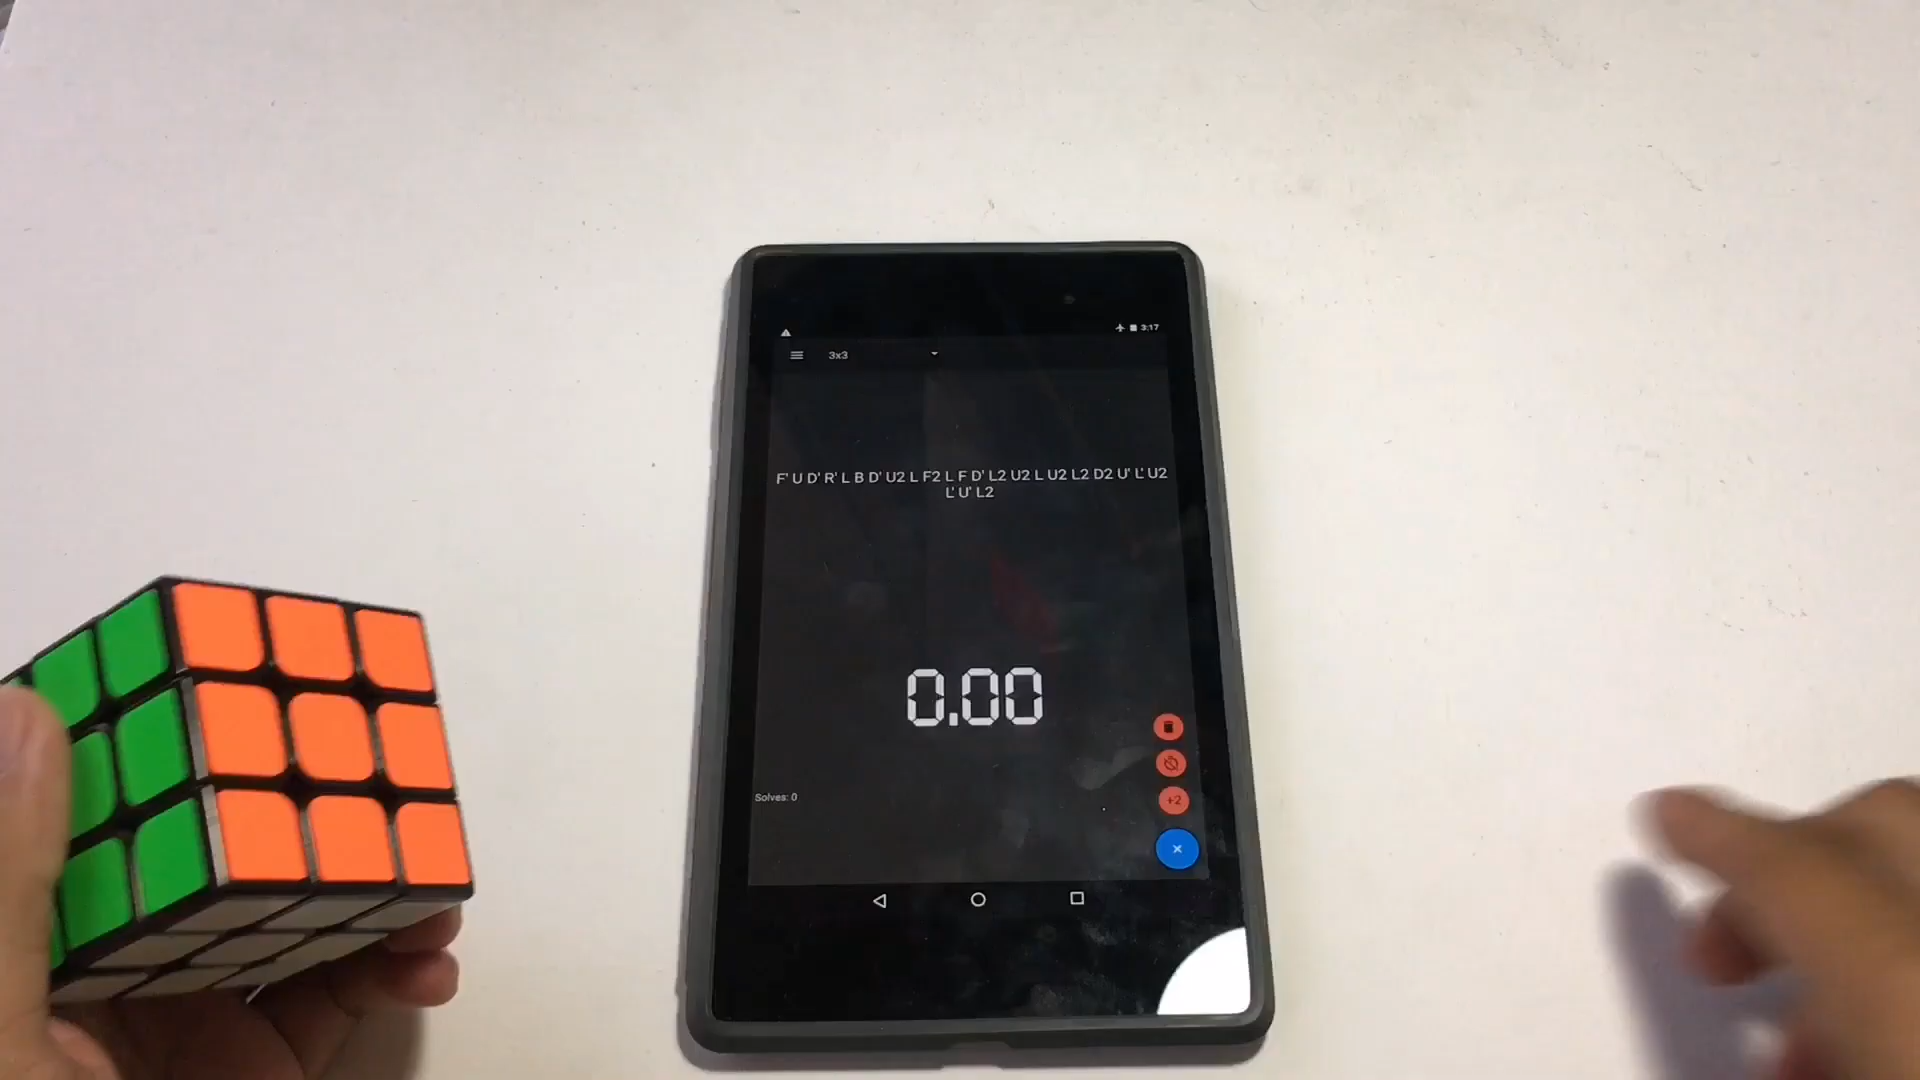 3:17
3x3
F' U D' R' L B D' U2 L F2 L F D' L2 U2 L U2 L2 D2 U' L' U2
L' U' L2
0.00
+2
Solves: 0